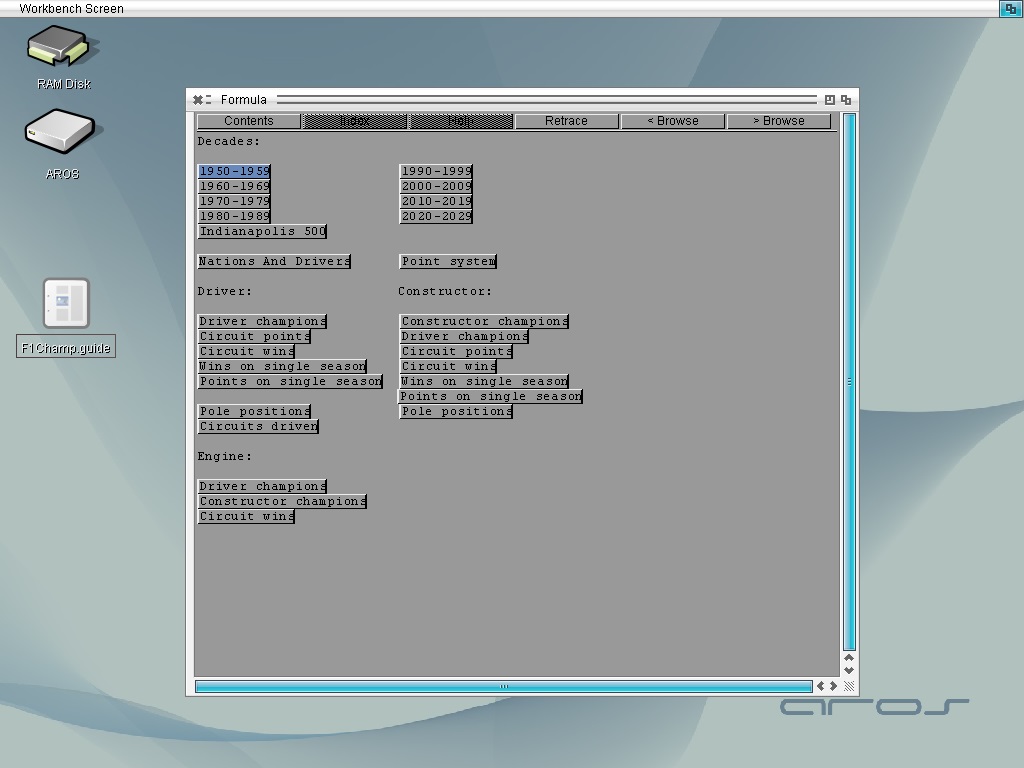 Workbench Screen
RAM Disk
AROS
F1Champ.guide
Formula
Contents Index Help Retrace < Browse > Browse
Decades:
1950-1959 1990-1999
1960-1969 2000-2009
1970-1979 2010-2019
1980-1989 2020-2029
Indianapolis 500
Nations And Drivers Point system
Driver: Constructor:
Driver champions Constructor champions
Circuit points Driver champions
Circuit wins Circuit points
Wins on single season Circuit wins
Points on single season Wins on single season
Points on single season
Pole positions Pole positions
Circuits driven
Engine:
Driver champions
Constructor champions
Circuit wins
aros